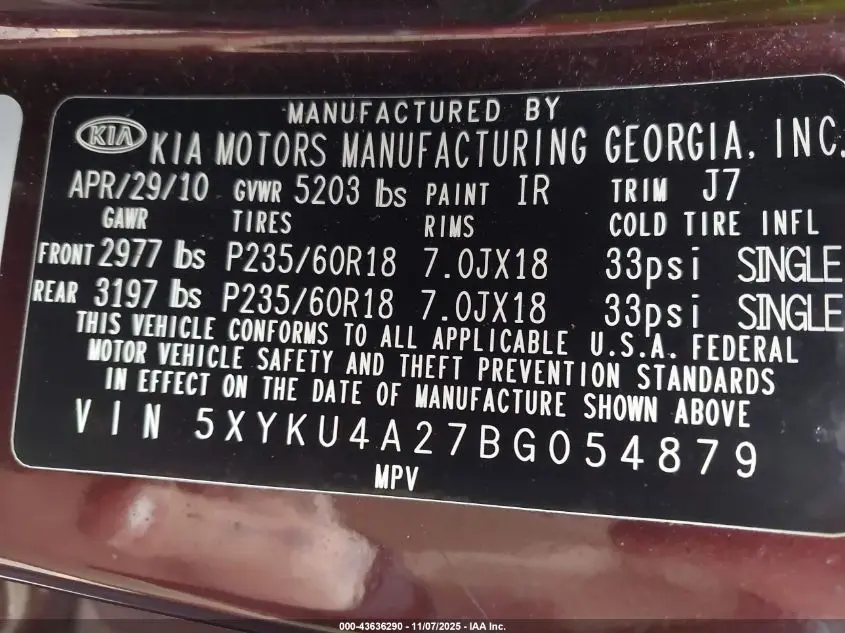 MANUFACTURED BY
KIA KIA MOTORS MANUFACTURING GEORGIA, INC.
APR/29/10 GVWR 5203 lbs PAINT IR TRIM J7
GAWR TIRES RIMS COLD TIRE INFL
FRONT 2977 lbs P235/60R18 7.0JX18 33psi SINGLE
REAR 3197 lbs P235/60R18 7.0JX18 33psi SINGLE
THIS VEHICLE CONFORMS TO ALL APPLICABLE U.S.A. FEDERAL
MOTOR VEHICLE SAFETY AND THEFT PREVENTION STANDARDS
IN EFFECT ON THE DATE OF MANUFACTURE SHOWN ABOVE
VIN 5XYKU4A27BG054879
MPV
000-43636290 - 11/07/2025 - IAA Inc.